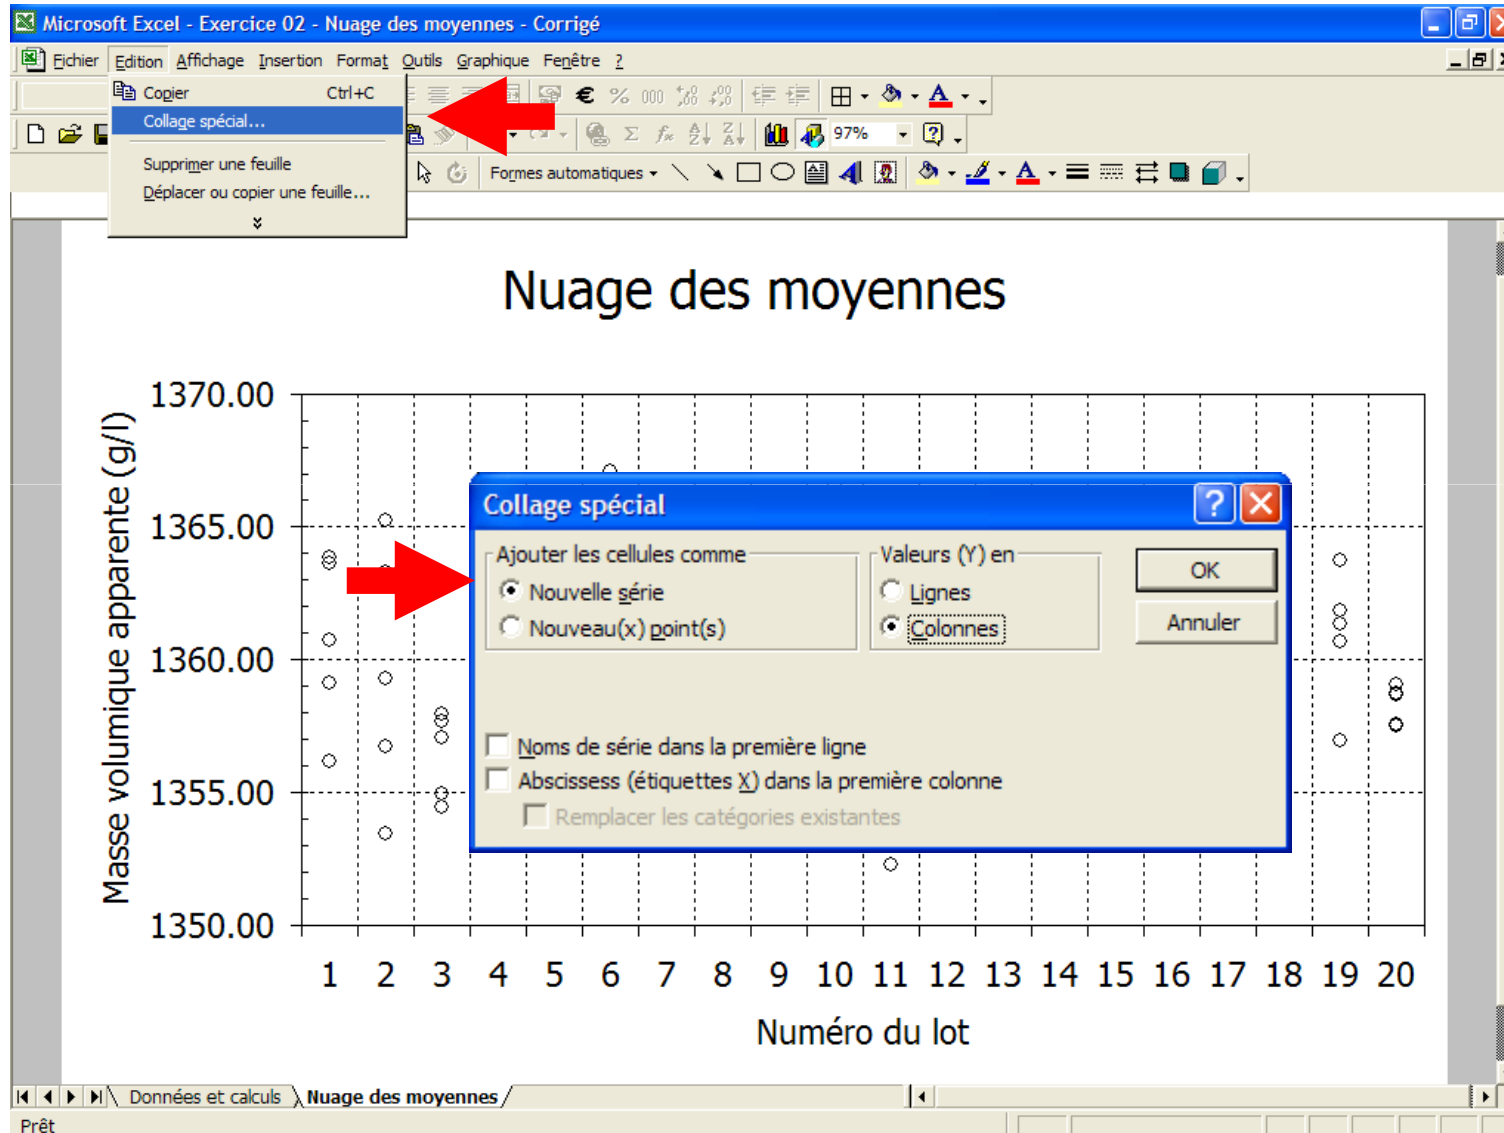 Microsoft Excel - Exercice 02 - Nuage des moyennes - Corrigé
Fichier Edition Affichage Insertion Format Outils Graphique Fenêtre ?
Copier Ctrl+C
Collage spécial...
Supprimer une feuille
Déplacer ou copier une feuille...
€ % 000
97%
Formes automatiques
Nuage des moyennes
Masse volumique apparente (g/l)
1370.00
1365.00
1360.00
1355.00
1350.00
Collage spécial
Ajouter les cellules comme
Nouvelle série
Nouveau(x) point(s)
Valeurs (Y) en
Lignes
Colonnes
OK
Annuler
Noms de série dans la première ligne
Abscissess (étiquettes X) dans la première colonne
Remplacer les catégories existantes
1 2 3 4 5 6 7 8 9 10 11 12 13 14 15 16 17 18 19 20
Numéro du lot
Données et calculs Nuage des moyennes
Prêt